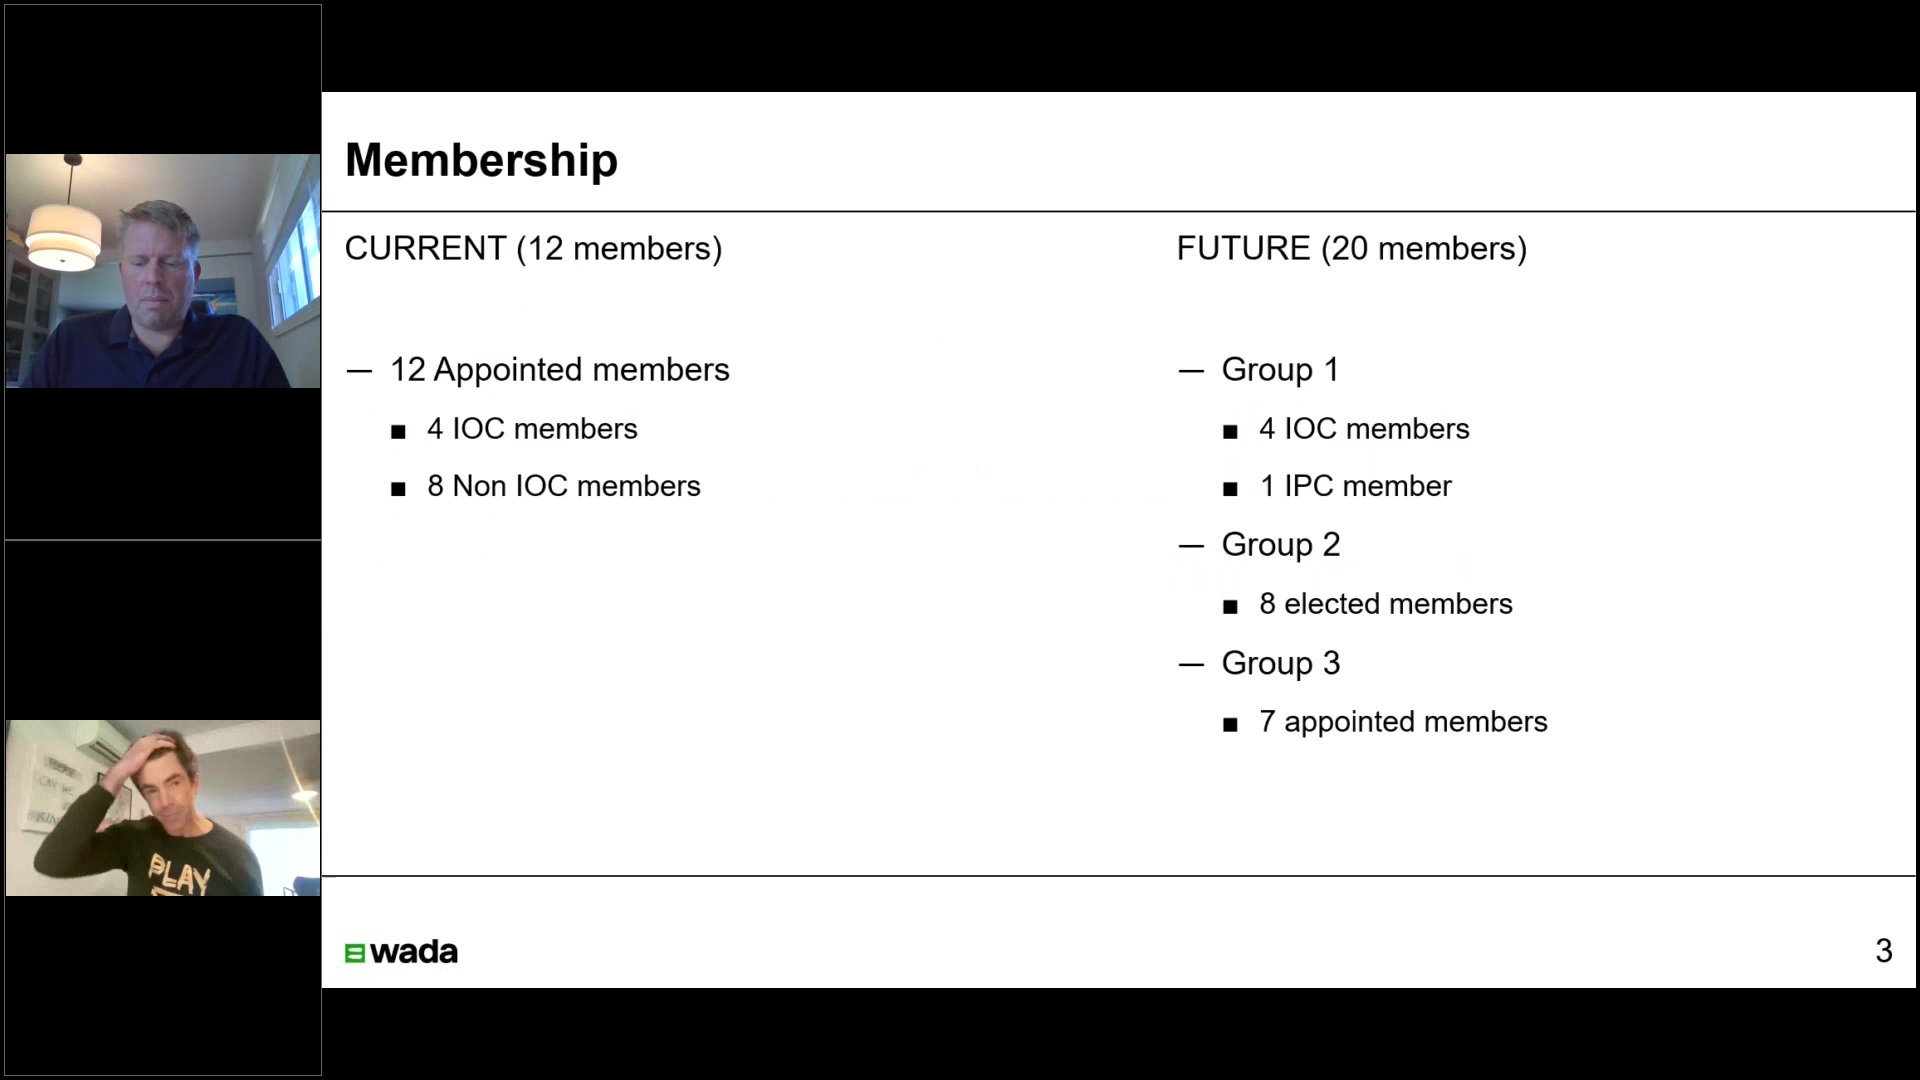 Membership
CURRENT (12 members)
— 12 Appointed members
■ 4 IOC members
■ 8 Non IOC members
FUTURE (20 members)
— Group 1
■ 4 IOC members
■ 1 IPC member
— Group 2
■ 8 elected members
— Group 3
■ 7 appointed members
wada
3
PLAY